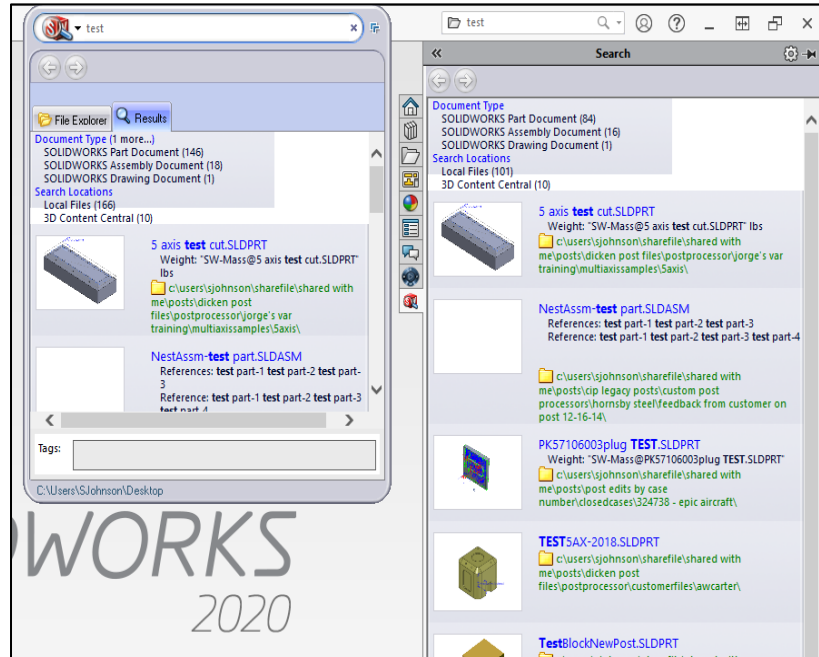 test
File Explorer
Results
Document Type (1 more...)
SOLIDWORKS Part Document (146)
SOLIDWORKS Assembly Document (18)
SOLIDWORKS Drawing Document (1)
Search Locations
Local Files (166)
3D Content Central (10)
5 axis test cut.SLDPRT
Weight: "SW-Mass@5 axis test cut.SLDPRT"
lbs
c:\users\sjohnson\sharefile\shared with
me\posts\dicken post
files\postprocessor\jorge's var
training\multiaxissamples\5axis\
NestAssm-test part.SLDASM
References: test part-1 test part-2 test part-
3
Reference: test part-1 test part-2 test part-3
test part-4
Tags:
C:\Users\SJohnson\Desktop
DWORKS
2020
test
Search
Document Type
SOLIDWORKS Part Document (84)
SOLIDWORKS Assembly Document (16)
SOLIDWORKS Drawing Document (1)
Search Locations
Local Files (101)
3D Content Central (10)
5 axis test cut.SLDPRT
Weight: "SW-Mass@5 axis test cut.SLDPRT" lbs
c:\users\sjohnson\sharefile\shared with
me\posts\dicken post files\postprocessor\jorge's var
training\multiaxissamples\5axis\
NestAssm-test part.SLDASM
References: test part-1 test part-2 test part-3
Reference: test part-1 test part-2 test part-3 test part-4
c:\users\sjohnson\sharefile\shared with
me\posts\cip legacy posts\custom post
processors\hornsby steel\feedback from customer on
post 12-16-14\
PK57106003plug TEST.SLDPRT
Weight: "SW-Mass@PK57106003plug TEST.SLDPRT"
c:\users\sjohnson\sharefile\shared with
me\posts\post edits by case
number\closedcases\324738 - epic aircraft\
TEST5AX-2018.SLDPRT
c:\users\sjohnson\sharefile\shared with
me\posts\dicken post
files\postprocessor\customerfiles\awcarter\
TestBlockNewPost.SLDPRT